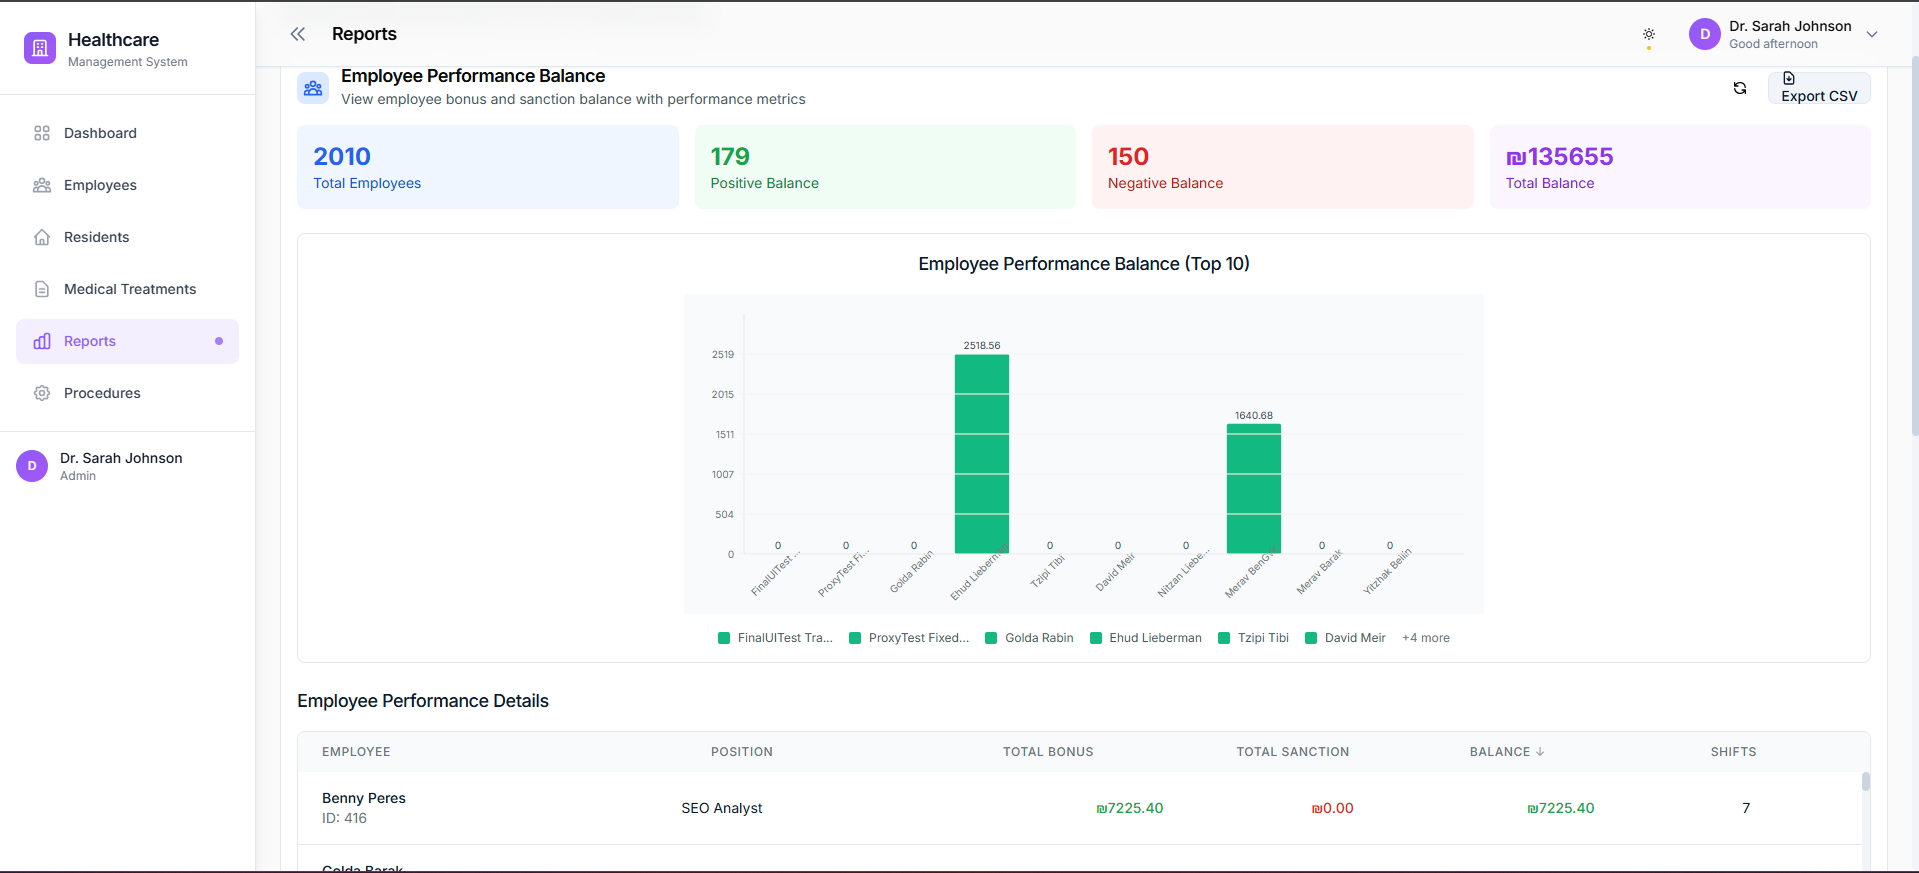 Healthcare
Management System
Dashboard
Employees
Residents
Medical Treatments
Reports
Procedures
Dr. Sarah Johnson
Admin
D
Reports
D
Dr. Sarah Johnson
Good afternoon
Employee Performance Balance
View employee bonus and sanction balance with performance metrics
Export CSV
2010
Total Employees
179
Positive Balance
150
Negative Balance
₪135655
Total Balance
Employee Performance Balance (Top 10)
2519
2015
1511
1007
504
0
0
0
0
2518.56
0
0
0
1640.68
0
0
FinalUITest ...
ProxyTest Fi...
Golda Rabin
Ehud Lieberman
Tzipi Tibi
David Meir
Nitzan Liebe...
Merav BenGvir
Merav Barak
Yitzhak Beilin
FinalUITest Tra...
ProxyTest Fixed...
Golda Rabin
Ehud Lieberman
Tzipi Tibi
David Meir
+4 more
Employee Performance Details
EMPLOYEE POSITION TOTAL BONUS TOTAL SANCTION BALANCE ↓ SHIFTS
Benny Peres
ID: 416
SEO Analyst ₪7225.40 ₪0.00 ₪7225.40 7
Golda Barak